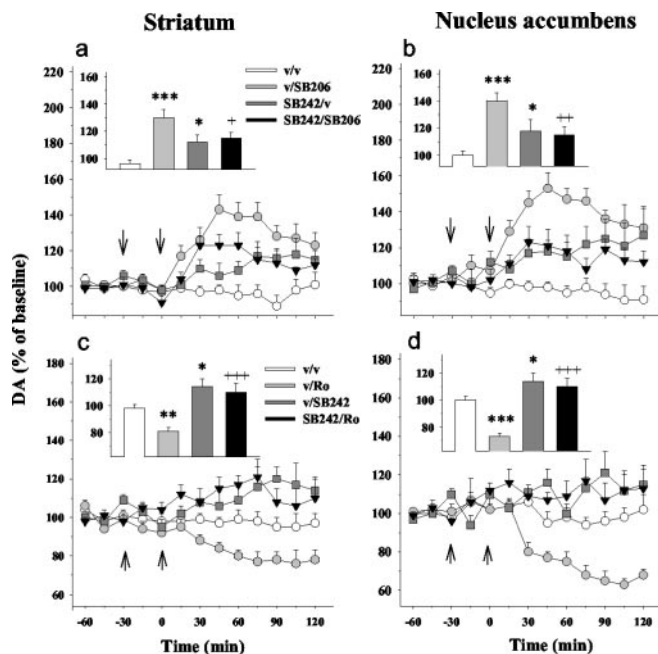 Striatum
Nucleus accumbens
a
b
220
200
180
160
140
120
100
80
160
140
120
100
***
*
+
v/v
v/SB206
SB242/v
SB242/SB206
220
200
180
160
140
120
100
80
140
120
100
***
*
++
DA (% of baseline)
c
d
180
160
140
120
100
80
60
120
100
80
**
*
+++
v/v
v/Ro
v/SB242
SB242/Ro
180
160
140
120
100
80
60
120
100
80
***
*
+++
-60 -30 0 30 60 90 120
-60 -30 0 30 60 90 120
Time (min)
Time (min)